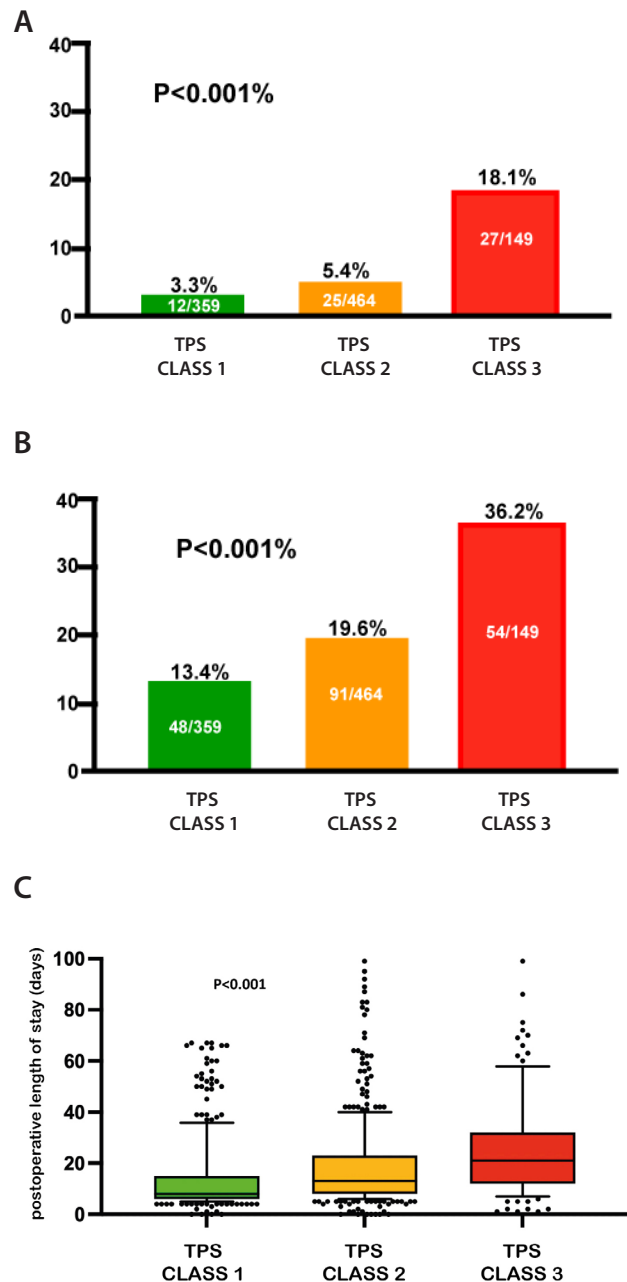 A
40
P<0.001%
30
20
18.1%
27/149
10
3.3%
5.4%
12/359
25/464
0
TPS
CLASS 1
TPS
CLASS 2
TPS
CLASS 3
B
40
36.2%
P<0.001%
30
20
19.6%
54/149
13.4%
91/464
10
48/359
0
TPS
CLASS 1
TPS
CLASS 2
TPS
CLASS 3
C
postoperative length of stay (days)
100
P<0.001
80
60
40
20
0
TPS
CLASS 1
TPS
CLASS 2
TPS
CLASS 3